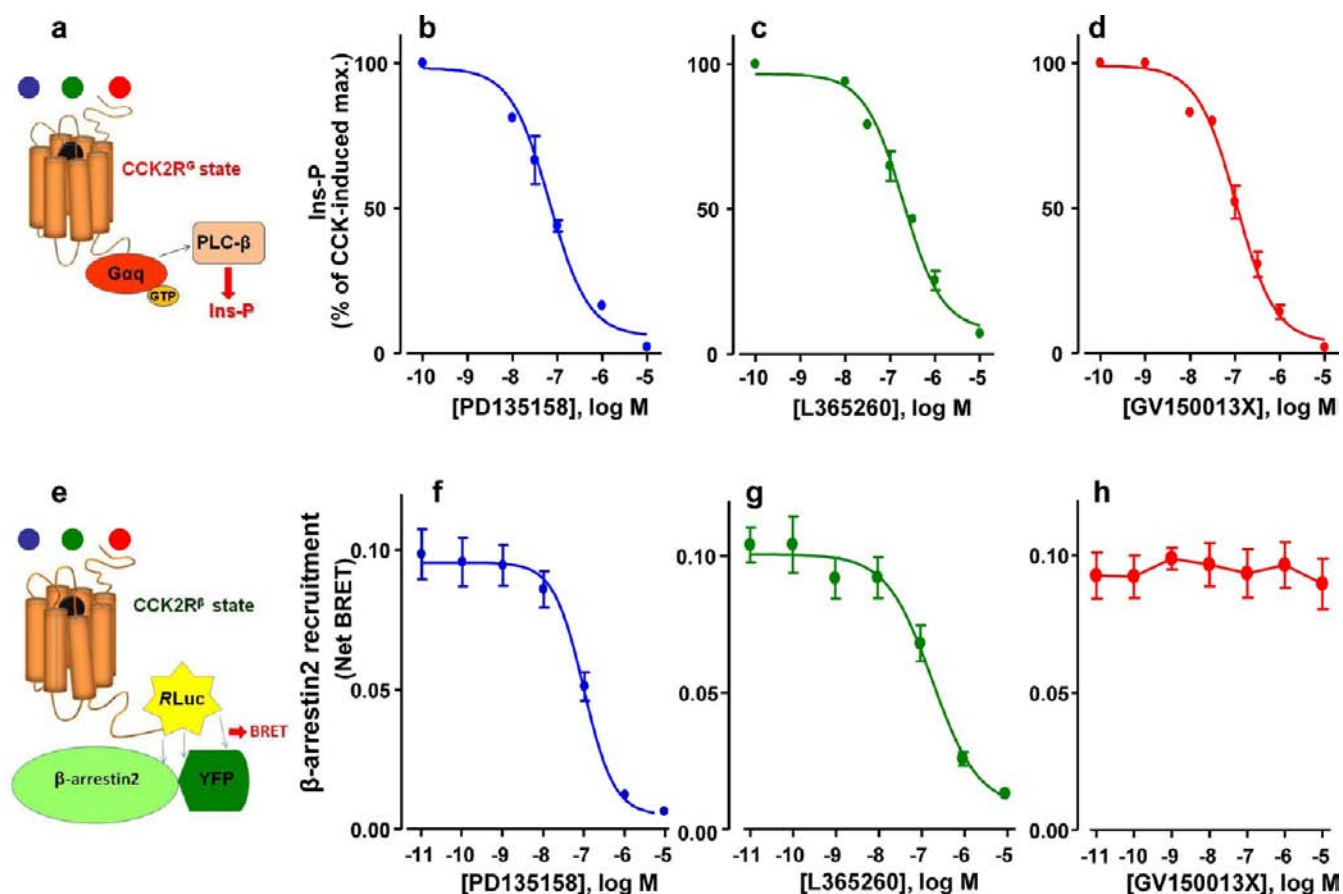 a
CCK2Rᴳ state
PLC-β
Gαq
GTP
Ins-P
b
Ins-P
(% of CCK-induced max.)
100
50
0
-10 -9 -8 -7 -6 -5
[PD135158], log M
c
100
50
0
-10 -9 -8 -7 -6 -5
[L365260], log M
d
100
50
0
-10 -9 -8 -7 -6 -5
[GV150013X], log M
e
CCK2Rᵝ state
RLuc
BRET
β-arrestin2
YFP
f
β-arrestin2 recruitment
(Net BRET)
0.10
0.05
0.00
-11 -10 -9 -8 -7 -6 -5
[PD135158], log M
g
0.10
0.05
0.00
-11 -10 -9 -8 -7 -6 -5
[L365260], log M
h
0.10
0.05
0.00
-11 -10 -9 -8 -7 -6 -5
[GV150013X], log M